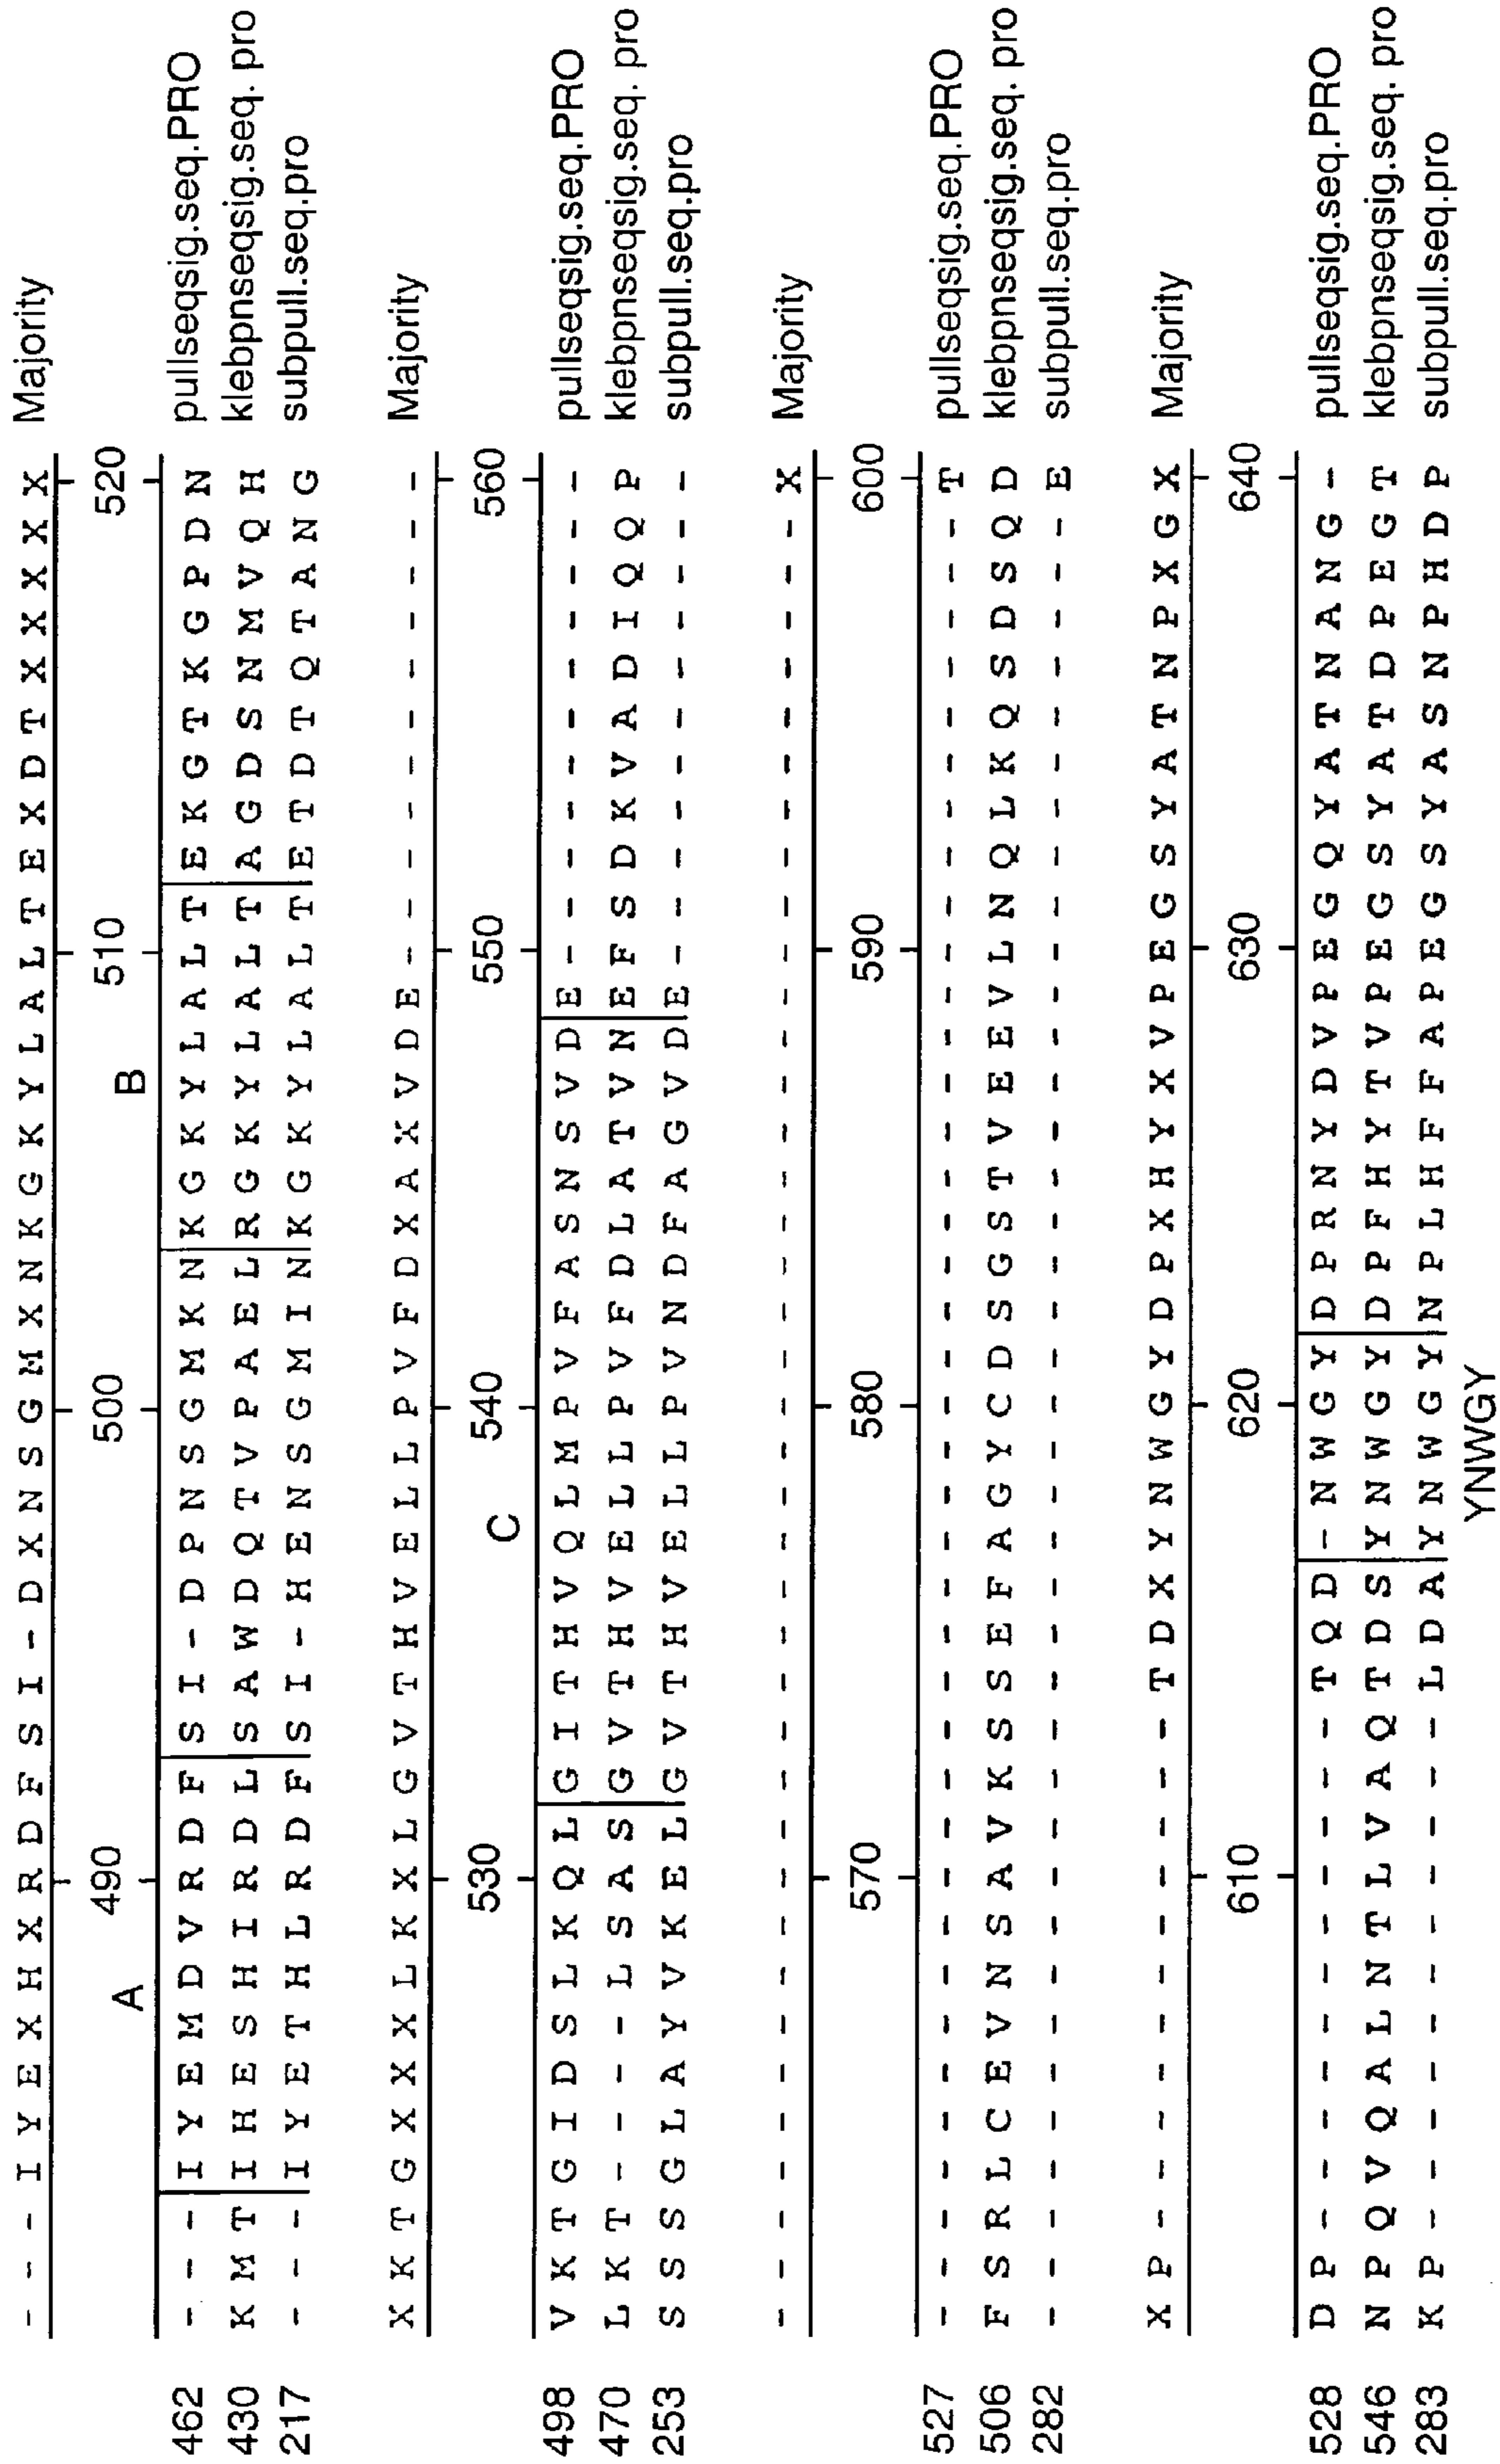 - - - I Y E X H X R D F S I - D X N S G M X N K G K Y L A L T E X D T X X X X X Majority
A B
490 500 510 520
462 - - - I Y E M D V R D F S I - D P N S G M K N K G K Y L A L T E K G T K G P D N pullseqsig.seq.PRO
430 K M T I H E S H I R D L S A W D Q T V P A E L R G K Y L A L T A G D S N M V Q H klebpnseqsig.seq. pro
217 - - - I Y E T H L R D F S I - H E N S G M I N K G K Y L A L T E T D T Q T A N G subpull.seq.pro
X K T G X X X L K X L G V T H V E L L P V F D X A X V D E - - - - - - - - - - - Majority
530 540 550 560
C
498 V K T G I D S L K Q L G I T H V Q L M P V F A S N S V D E - - - - - - - - - - - pullseqsig.seq.PRO
470 L K T - - - - L S A S G V T H V E L L P V F D L A T V N E F S D K V A D I Q Q P klebpnseqsig.seq. pro
253 S S S G L A Y V K E L G V T H V E L L P V N D F A G V D E - - - - - - - - - - - subpull.seq.pro
- - - - - - - - - - - - - - - - - - - - - - - - - - - - - - - - - - - - - - - X Majority
570 580 590 600
527 - - - - - - - - - - - - - - - - - - - - - - - - - - - - - - - - - - - - - - - T pullseqsig.seq.PRO
506 F S R L C E V N S A V K S S E F A G Y C D S G S T V E E V L N Q L K Q S D S Q D klebpnseqsig.seq. pro
282 - - - - - - - - - - - - - - - - - - - - - - - - - - - - - - - - - - - - - - - E subpull.seq.pro
X P - - - - - - - - - - - T D X Y N W G Y D P X H Y X V P E G S Y A T N P X G X Majority
610 620 630 640
528 D P - - - - - - - - - - - T Q D - N W G Y D P R N Y D V P E G Q Y A T N A N G - pullseqsig.seq.PRO
546 N P Q V Q A L N T L V A Q T D S Y N W G Y D P F H Y T V P E G S Y A T D P E G T klebpnseqsig.seq. pro
283 K P - - - - - - - - - - - L D A Y N W G Y N P L H F F A P E G S Y A S N P H D P subpull.seq.pro
YNWGY